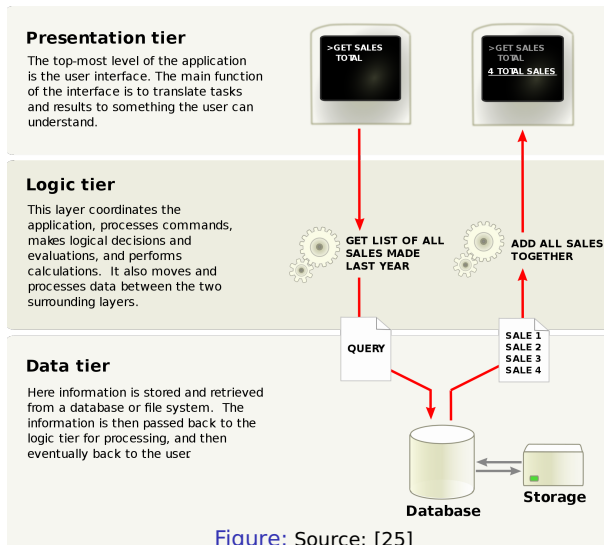 Presentation tier
The top-most level of the application
is the user interface. The main function
of the interface is to translate tasks
and results to something the user can
understand.
>GET SALES
TOTAL
>GET SALES
TOTAL
4 TOTAL SALES
Logic tier
This layer coordinates the
application, processes commands,
makes logical decisions and
evaluations, and performs
calculations. It also moves and
processes data between the two
surrounding layers.
GET LIST OF ALL
SALES MADE
LAST YEAR
ADD ALL SALES
TOGETHER
QUERY
SALE 1
SALE 2
SALE 3
SALE 4
Data tier
Here information is stored and retrieved
from a database or file system. The
information is then passed back to the
logic tier for processing, and then
eventually back to the user.
Database
Storage
Figure: Source: [25]